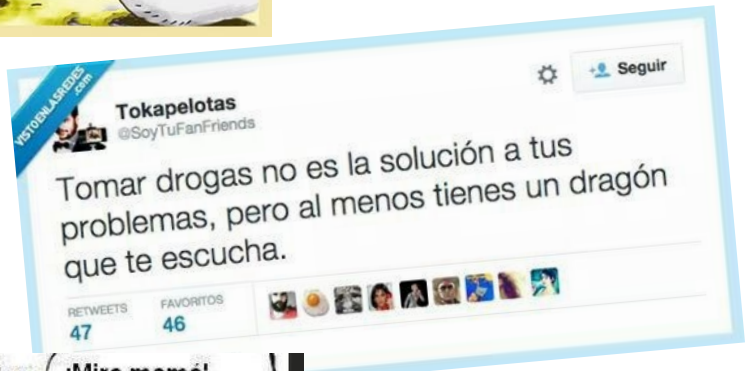 VISTOENLASREDES
.com
Tokapelotas
@SoyTuFanFriends
Seguir
Tomar drogas no es la solución a tus
problemas, pero al menos tienes un dragón
que te escucha.
RETWEETS FAVORITOS
47 46
¡Mira mamá!